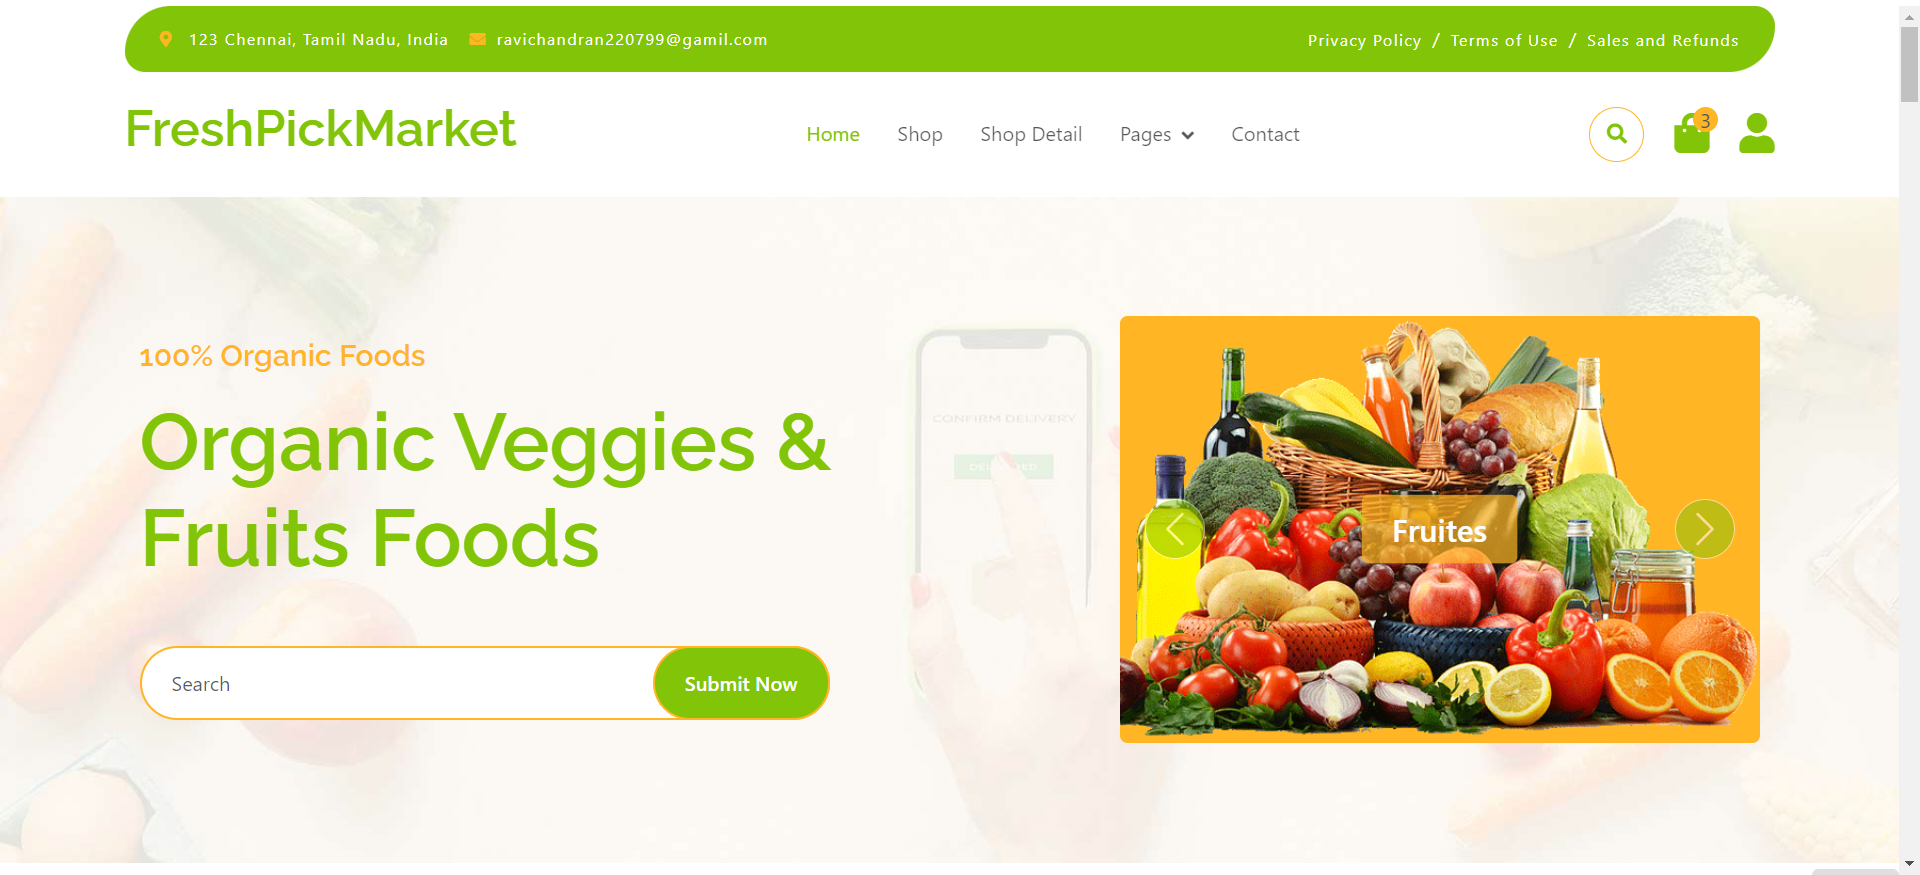 123 Chennai, Tamil Nadu, India ravichandran220799@gamil.com
Privacy Policy / Terms of Use / Sales and Refunds
FreshPickMarket
Home Shop Shop Detail Pages Contact
3
100% Organic Foods
Organic Veggies &
Fruits Foods
CONFIRM DELIVERY
Fruites
Search
Submit Now